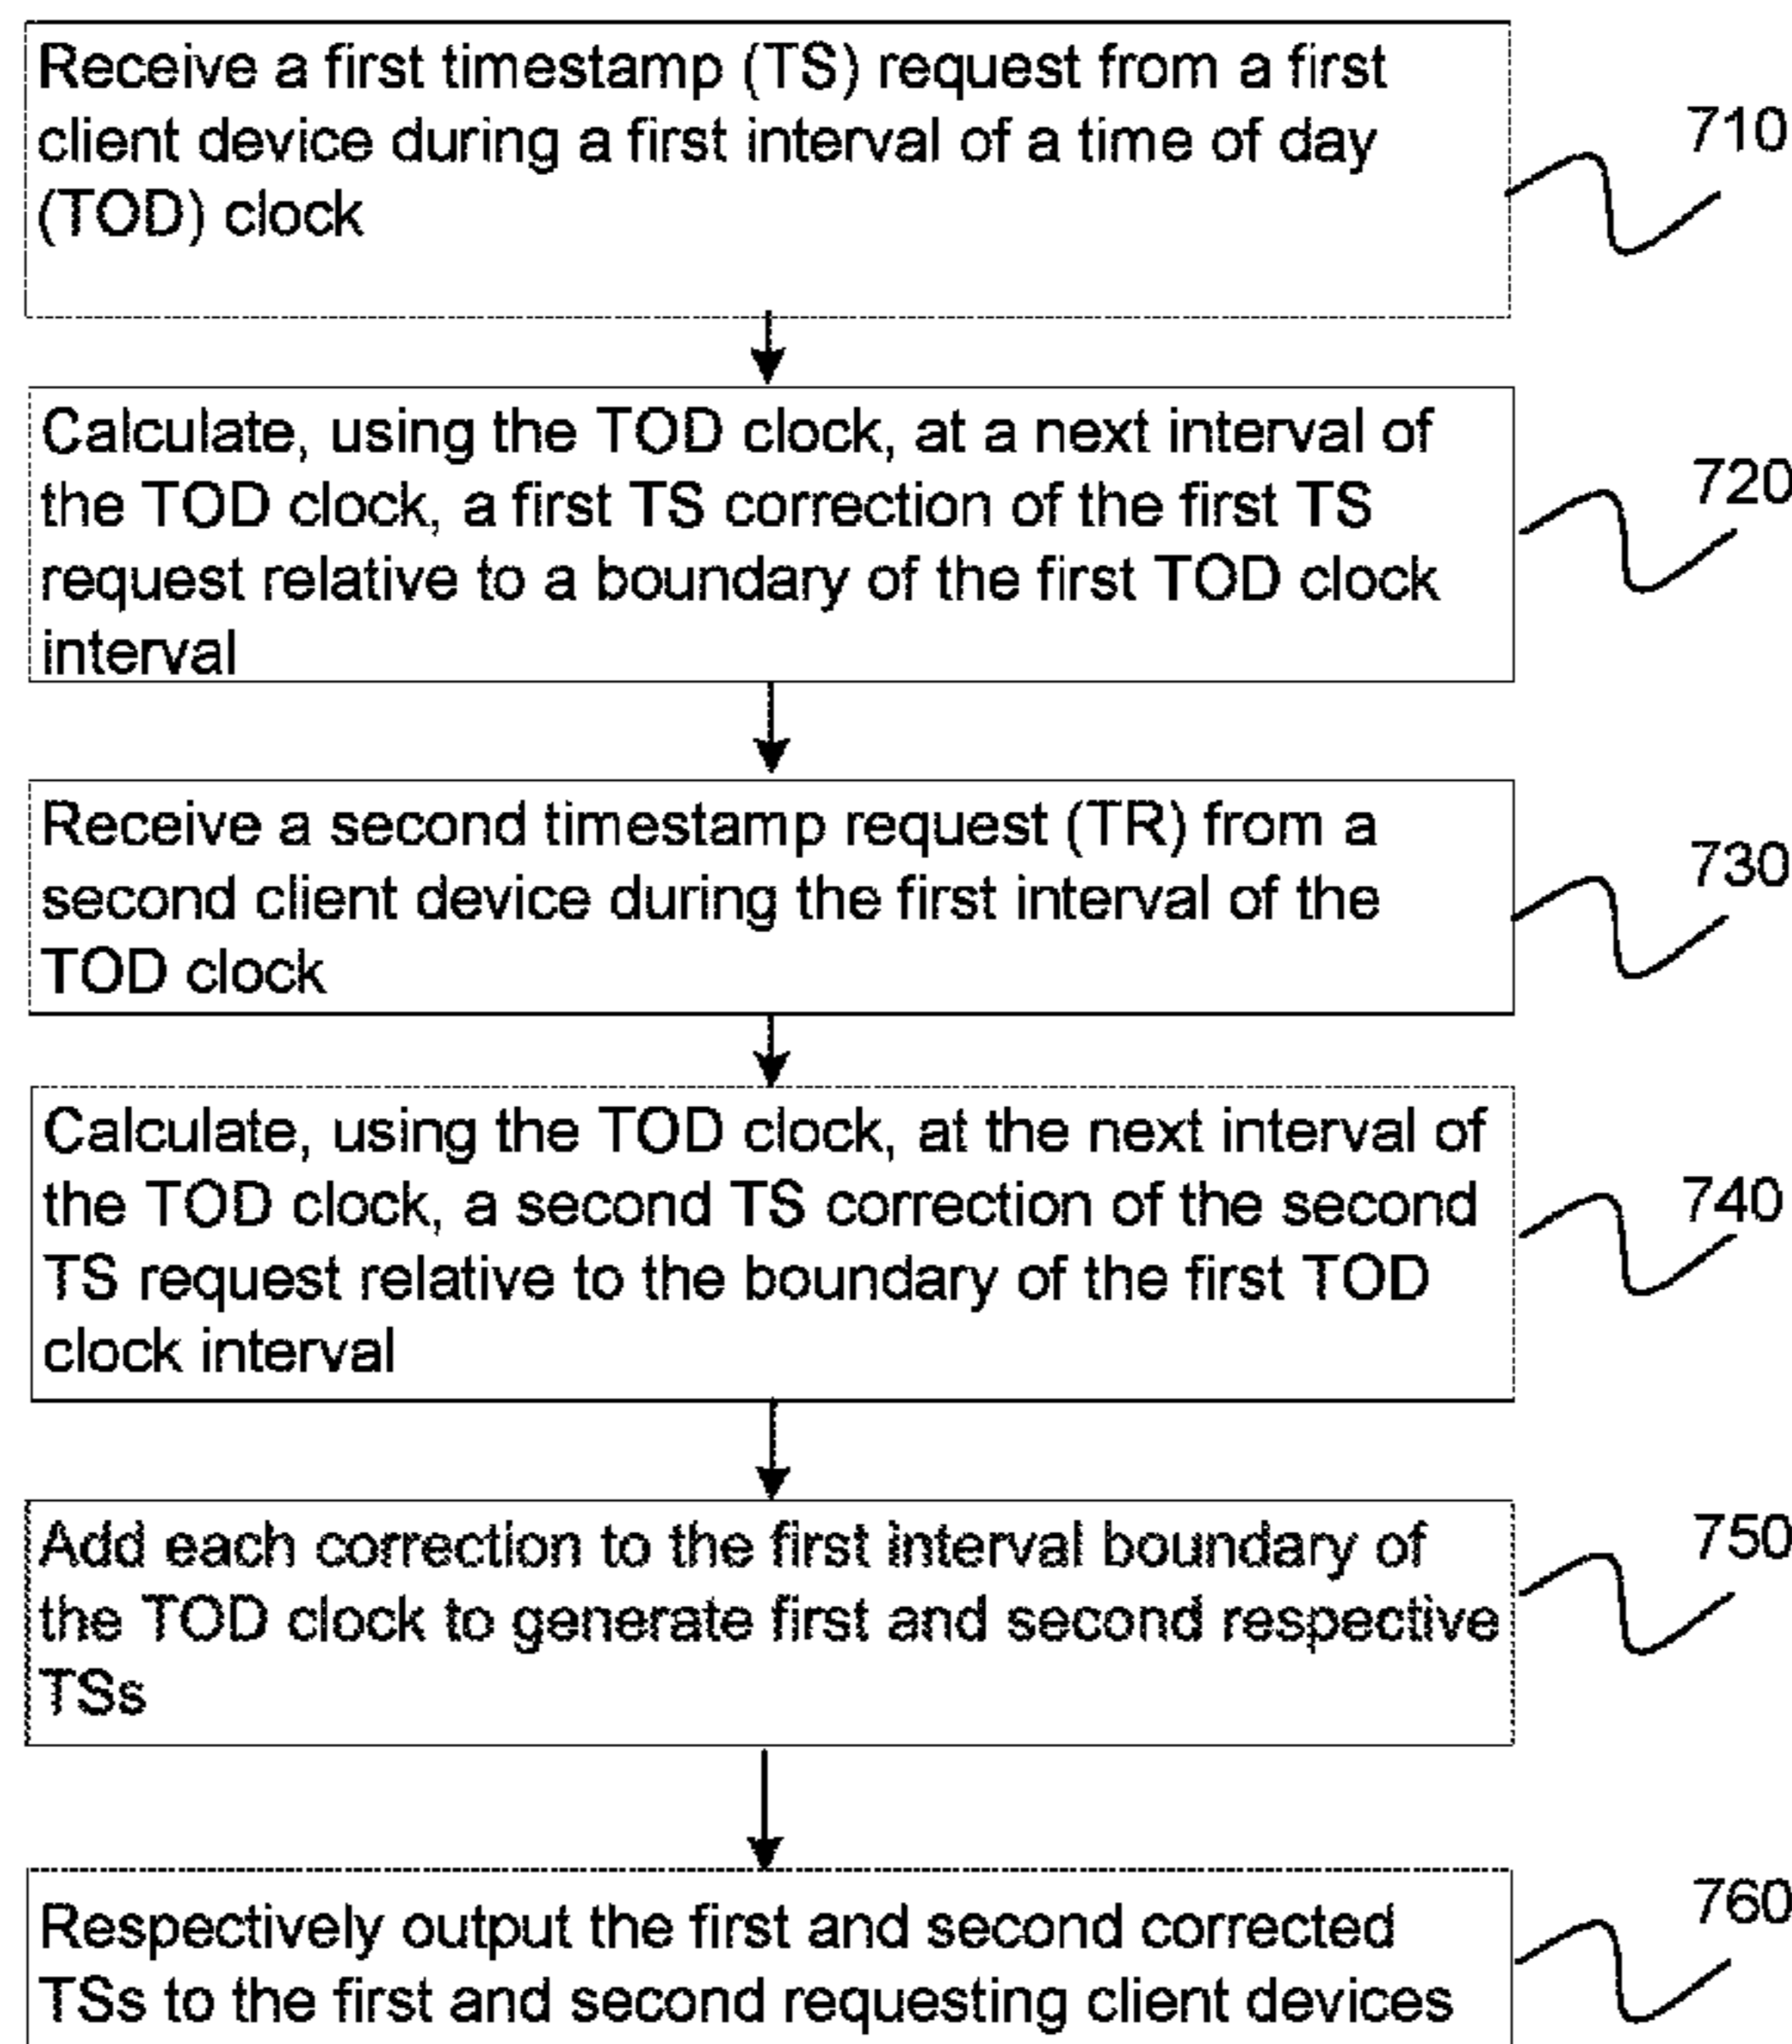 Receive a first timestamp (TS) request from a first
client device during a first interval of a time of day
(TOD) clock
710
Calculate, using the TOD clock, at a next interval of
the TOD clock, a first TS correction of the first TS
request relative to a boundary of the first TOD clock
interval
720
Receive a second timestamp request (TR) from a
second client device during the first interval of the
TOD clock
730
Calculate, using the TOD clock, at the next interval of
the TOD clock, a second TS correction of the second
TS request relative to the boundary of the first TOD
clock interval
740
Add each correction to the first interval boundary of
the TOD clock to generate first and second respective
TSs
750
Respectively output the first and second corrected
TSs to the first and second requesting client devices
760